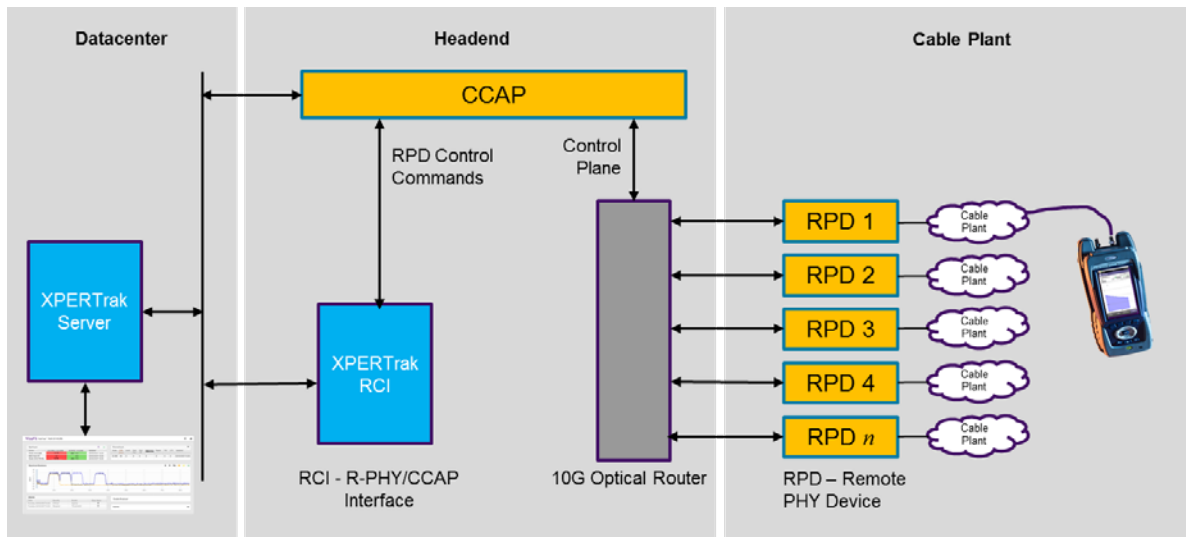 Datacenter
Headend
Cable Plant
CCAP
RPD Control
Commands
Control
Plane
XPERTrak
Server
XPERTrak
RCI
RPD 1
Cable
Plant
RPD 2
Cable
Plant
RPD 3
Cable
Plant
RPD 4
Cable
Plant
RPD n
Cable
Plant
RCI - R-PHY/CCAP
Interface
10G Optical Router
RPD – Remote
PHY Device